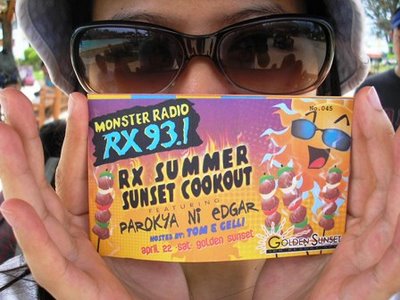 No. 045
MONSTER RADIO
RX 93.1
RX SUMMER
SUNSET COOKOUT
FEATURING
PAROKYA NI eDGAR
HOSTED BY: TOM & GELLI
april 22 sat. golden sunset
GOLDEN SUNSET